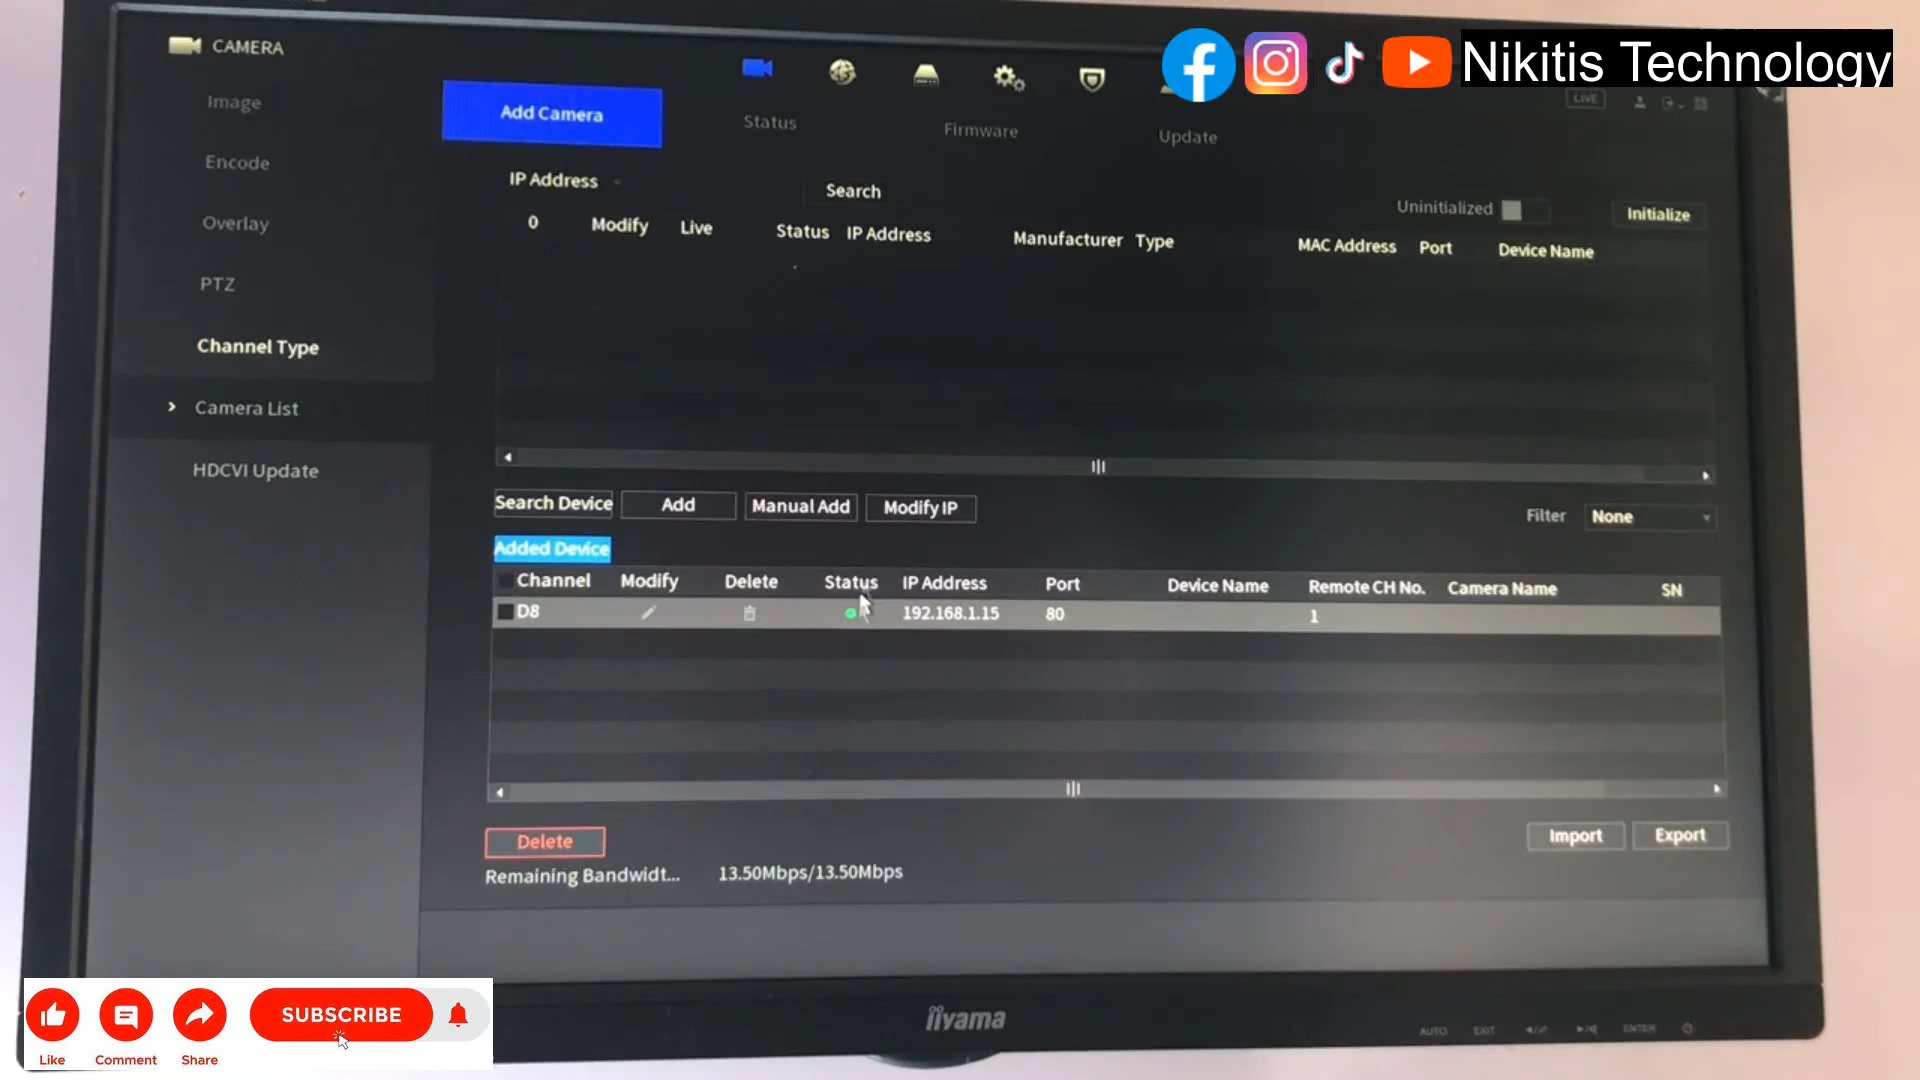 Nikitis Technology
CAMERA
Image
Encode
Overlay
PTZ
Channel Type
Camera List
HDCVI Update
Add Camera
Status
Firmware
Update
LIVE
IP Address
Search
Uninitialized
Initialize
0 Modify Live Status IP Address Manufacturer Type MAC Address Port Device Name
Search Device Add Manual Add Modify IP
Filter None
Added Device
Channel Modify Delete Status IP Address Port Device Name Remote CH No. Camera Name SN
D8 192.168.1.15 80 1
Delete
Import Export
Remaining Bandwidt... 13.50Mbps/13.50Mbps
iiyama
AUTO EXIT ENTER
SUBSCRIBE
Like Comment Share